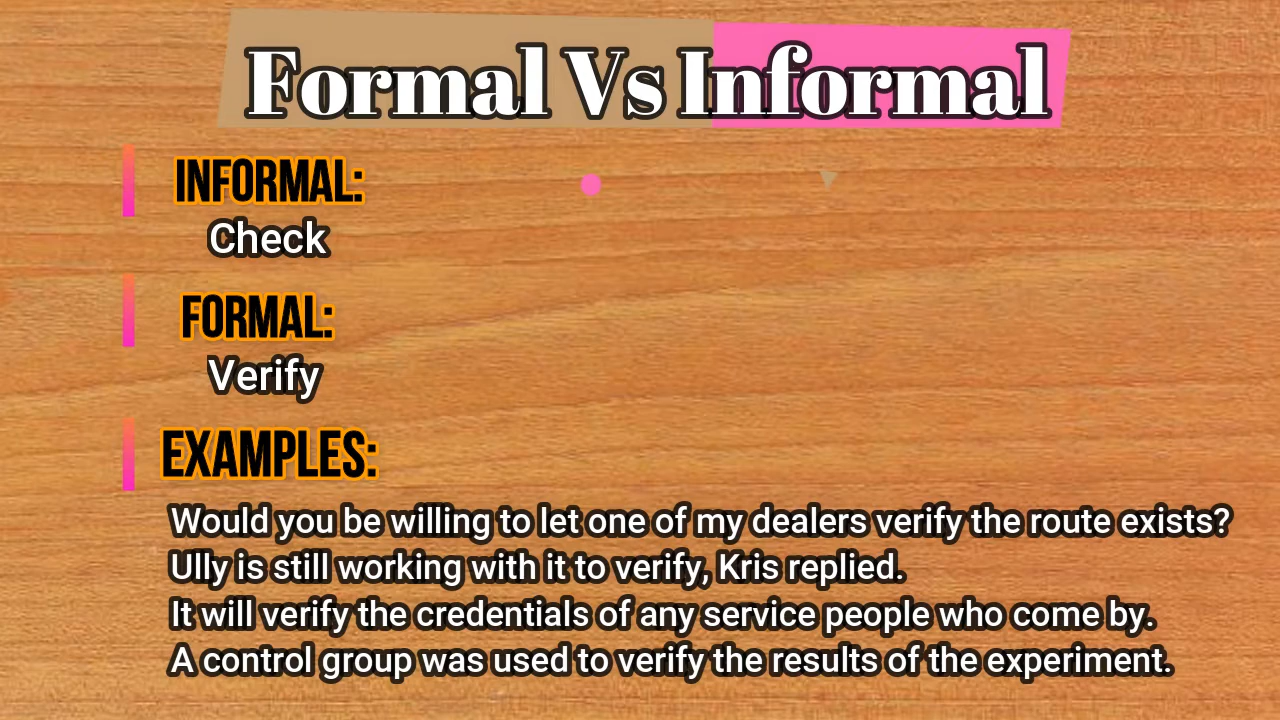 Formal Vs Informal
INFORMAL:
Check
FORMAL:
Verify
EXAMPLES:
Would you be willing to let one of my dealers verify the route exists?
Ully is still working with it to verify, Kris replied.
It will verify the credentials of any service people who come by.
A control group was used to verify the results of the experiment.